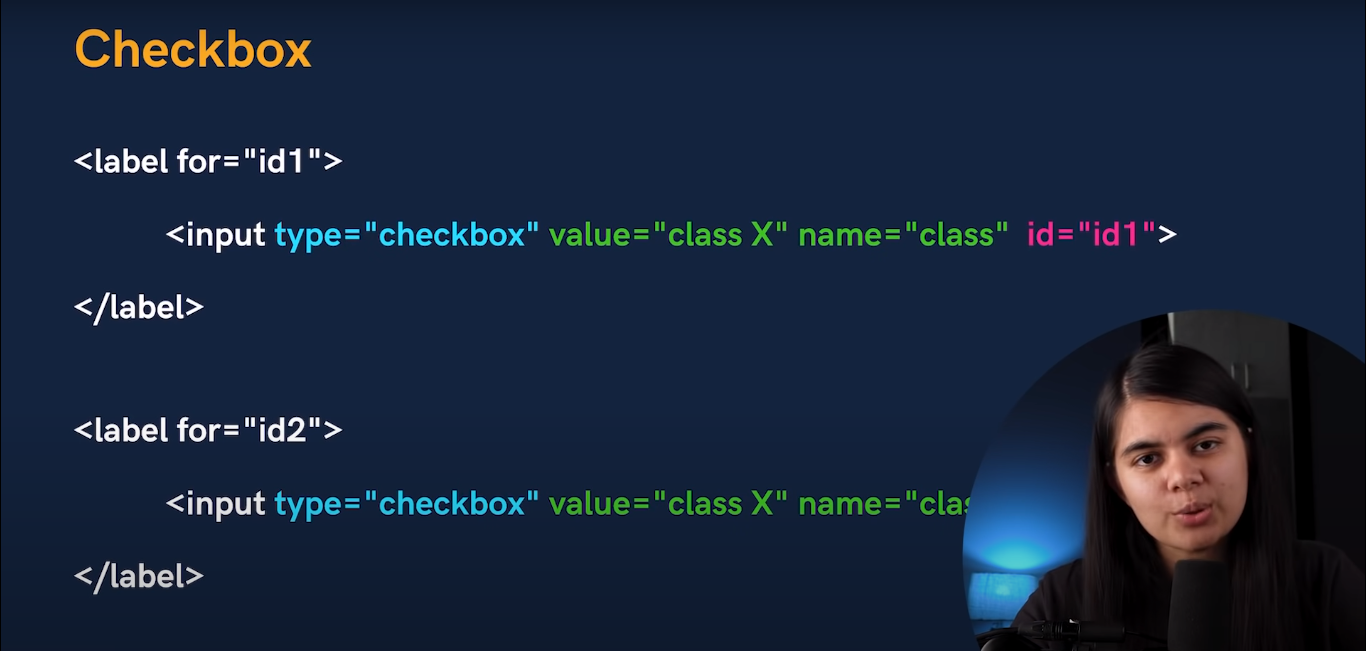 Checkbox
<label for="id1">
<input type="checkbox" value="class X" name="class" id="id1">
</label>
<label for="id2">
<input type="checkbox" value="class X" name="clas
</label>